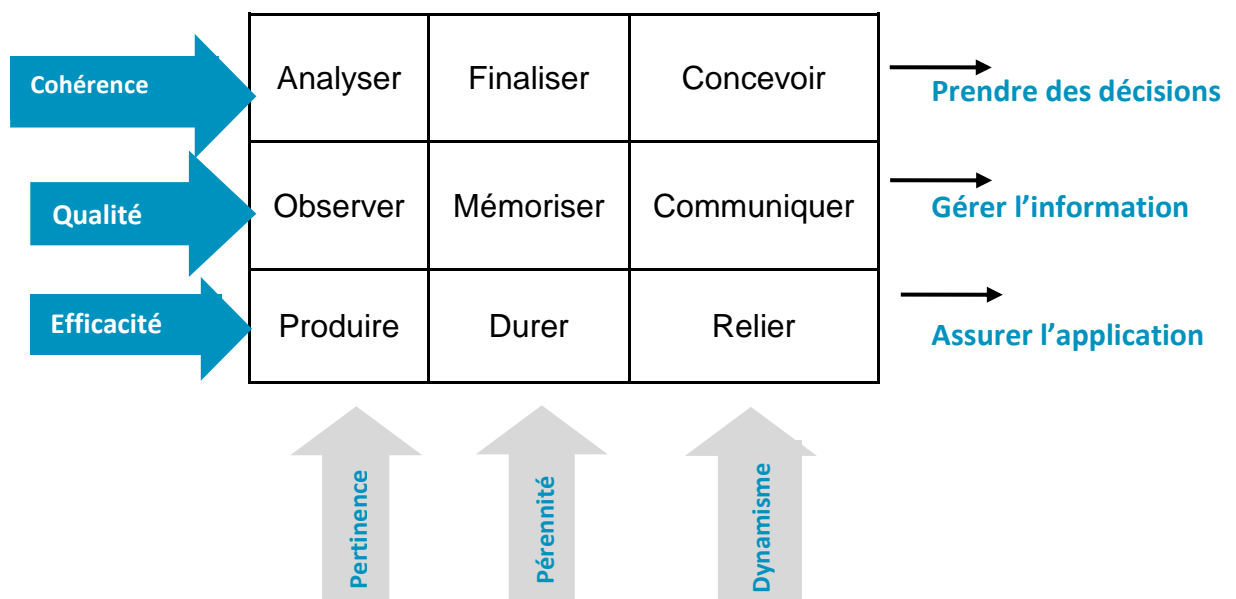 Cohérence
Analyser
Finaliser
Concevoir
Prendre des décisions
Qualité
Observer
Mémoriser
Communiquer
Gérer l’information
Efficacité
Produire
Durer
Relier
Assurer l’application
Pertinence
Pérennité
Dynamisme